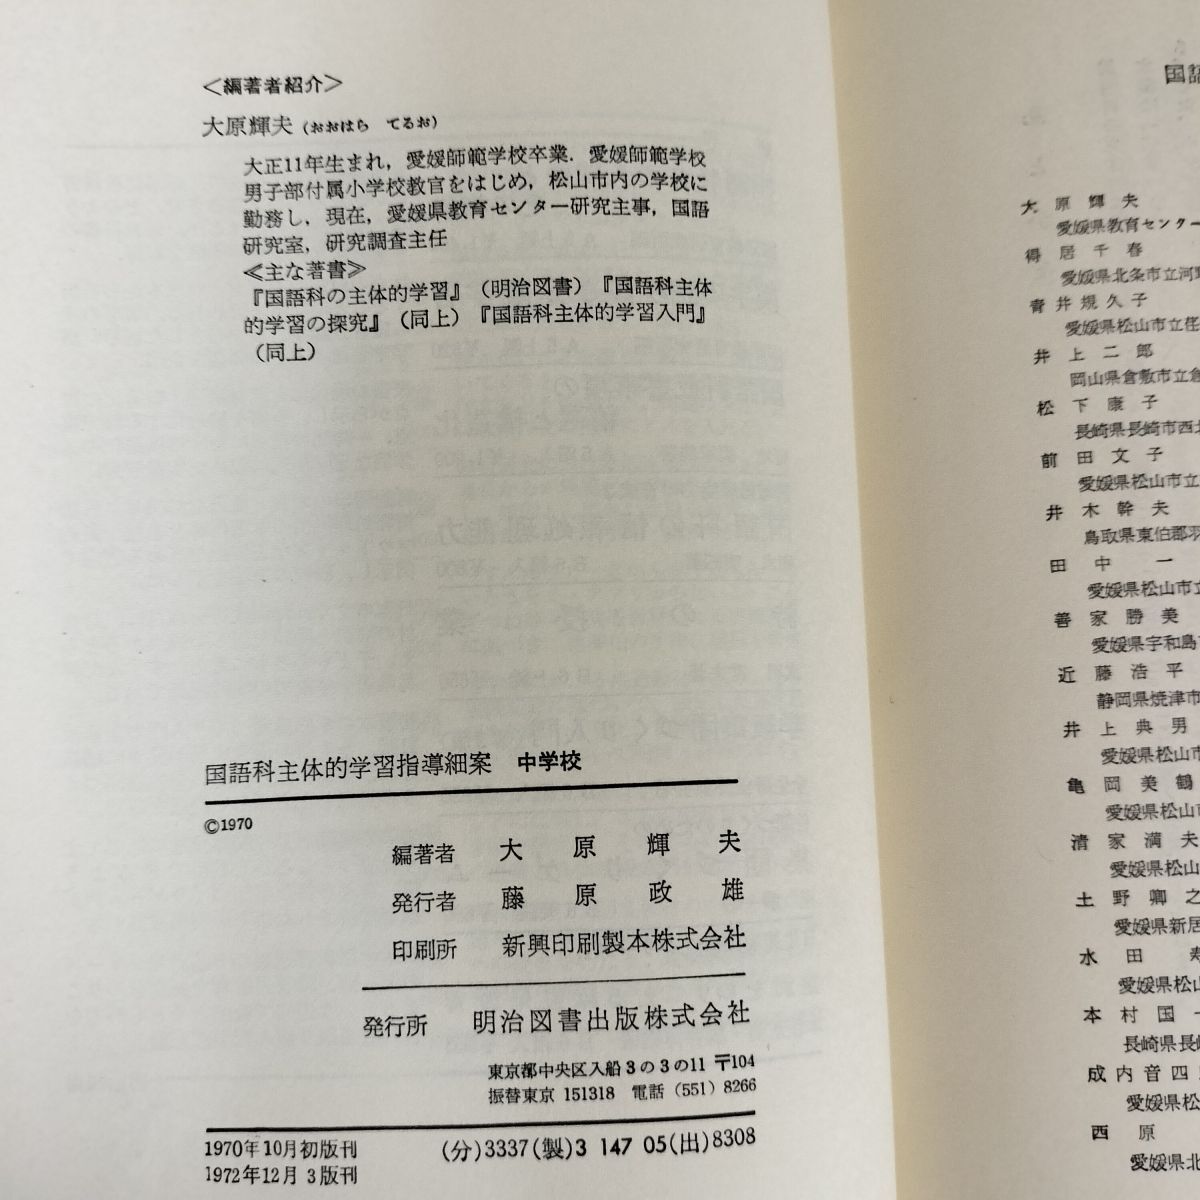 ＜編著者紹介＞
大原輝夫（おおはら　てるお）
大正11年生まれ，愛媛師範学校卒業．愛媛師範学校
男子部付属小学校教官をはじめ，松山市内の学校に
勤務し，現在，愛媛県教育センター研究主事，国語
研究室，研究調査主任
≪主な著書≫
『国語科の主体的学習』（明治図書）『国語科主体
的学習の探究』（同上）『国語科主体的学習入門』
（同上）
国語科主体的学習指導細案　中学校
©1970
編著者　大原輝夫
発行者　藤原政雄
印刷所　新興印刷製本株式会社
発行所　明治図書出版株式会社
東京都中央区入船3の3の11 〒104
振替東京 151318　電話（551）8266
1970年10月初版刊
1972年12月 3版刊
(分)3337(製)3 147 05(出)8308
国語
大原輝夫
愛媛県教育センター
得居千春
愛媛県北条市立河野
青井規久子
愛媛県松山市立
井上二郎
岡山県倉敷市立倉
松下康子
長崎県長崎市西北
前田文子
愛媛県松山市立
井木幹夫
鳥取県東伯郡羽
田中一
愛媛県松山市立
善家勝美
愛媛県宇和島
近藤浩平
静岡県焼津市
井上典男
愛媛県松山市
亀岡美鶴
愛媛県松山市
清家満夫
愛媛県松山
土野卿之
愛媛県新居
水田寿
愛媛県松山
本村国
長崎県長崎
成内音四
愛媛県松
西原
愛媛県北